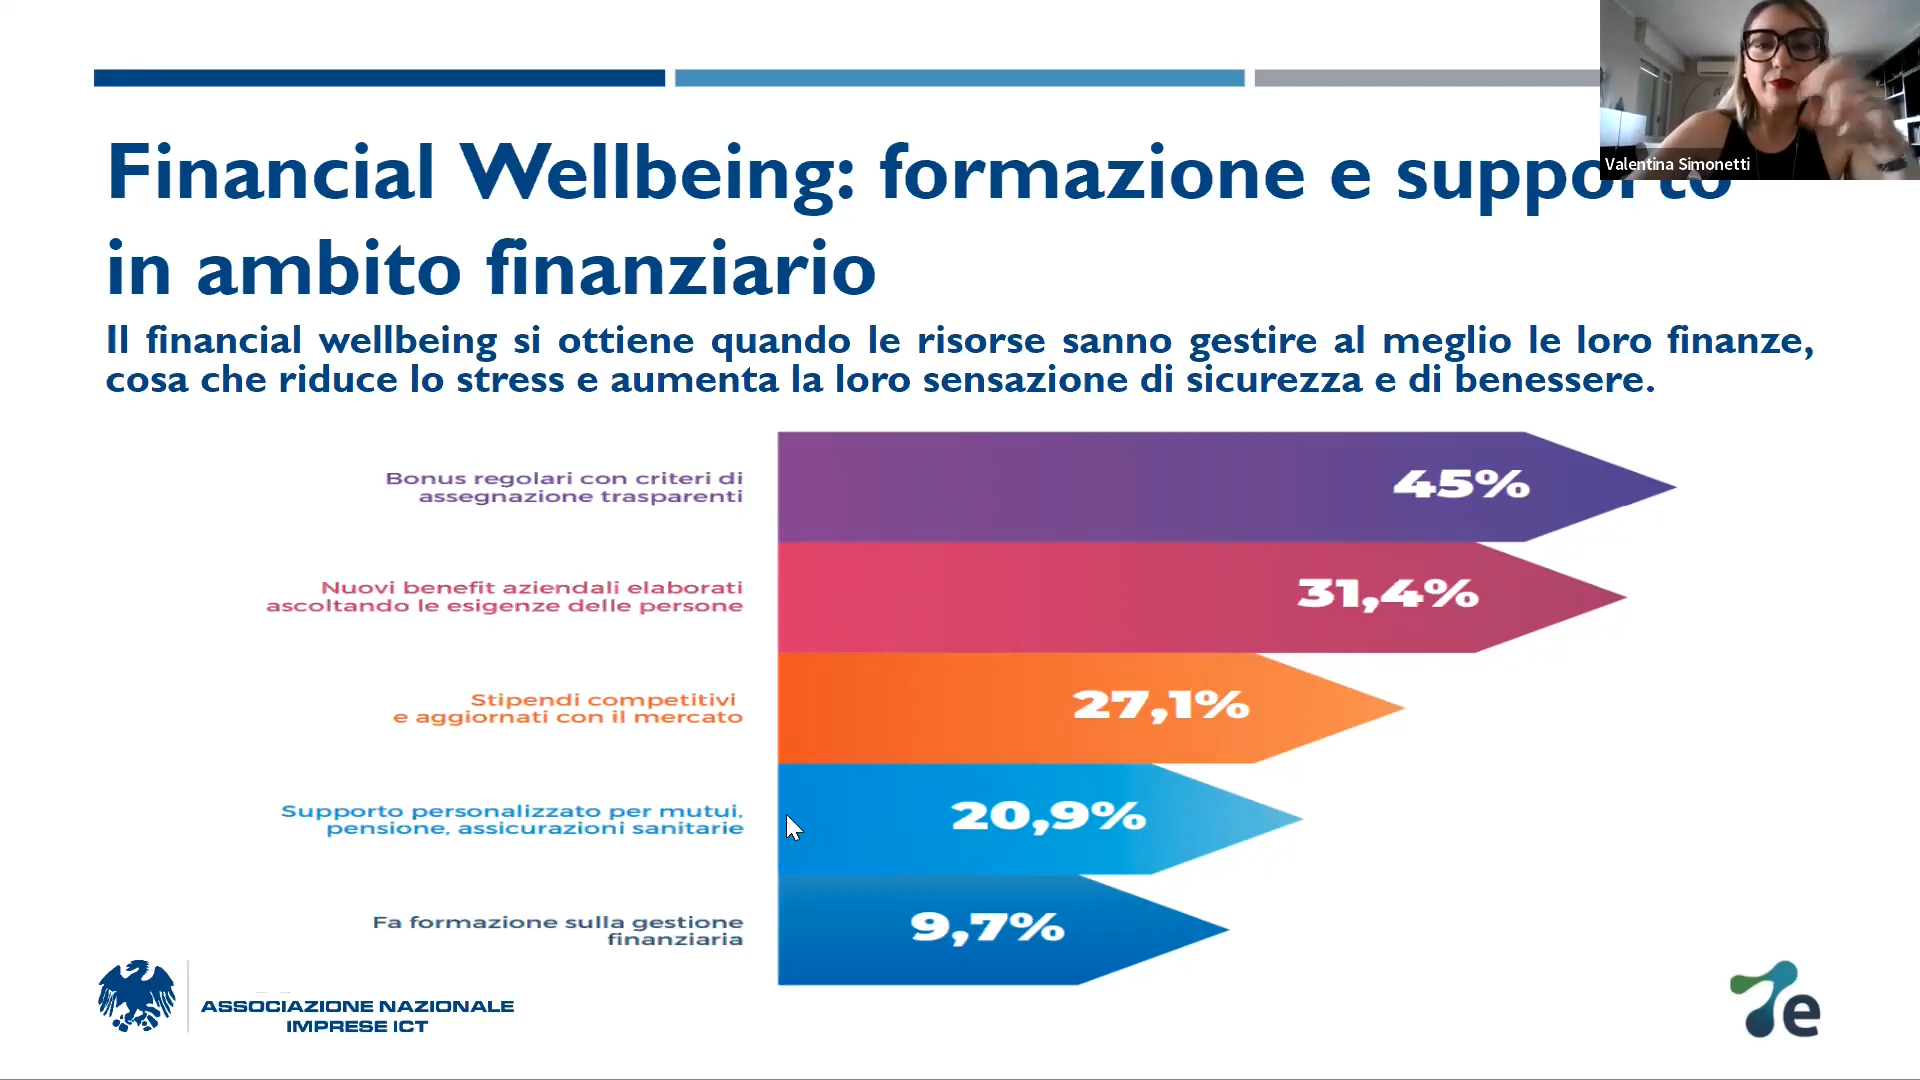 Financial Wellbeing: formazione e supporto
in ambito finanziario
Il financial wellbeing si ottiene quando le risorse sanno gestire al meglio le loro finanze,
cosa che riduce lo stress e aumenta la loro sensazione di sicurezza e di benessere.
Valentina Simonetti
Bonus regolari con criteri di
assegnazione trasparenti
45%
Nuovi benefit aziendali elaborati
ascoltando le esigenze delle persone
31,4%
Stipendi competitivi
e aggiornati con il mercato
27,1%
Supporto personalizzato per mutui,
pensione, assicurazioni sanitarie
20,9%
Fa formazione sulla gestione
finanziaria
9,7%
ASSOCIAZIONE NAZIONALE
IMPRESE ICT
e